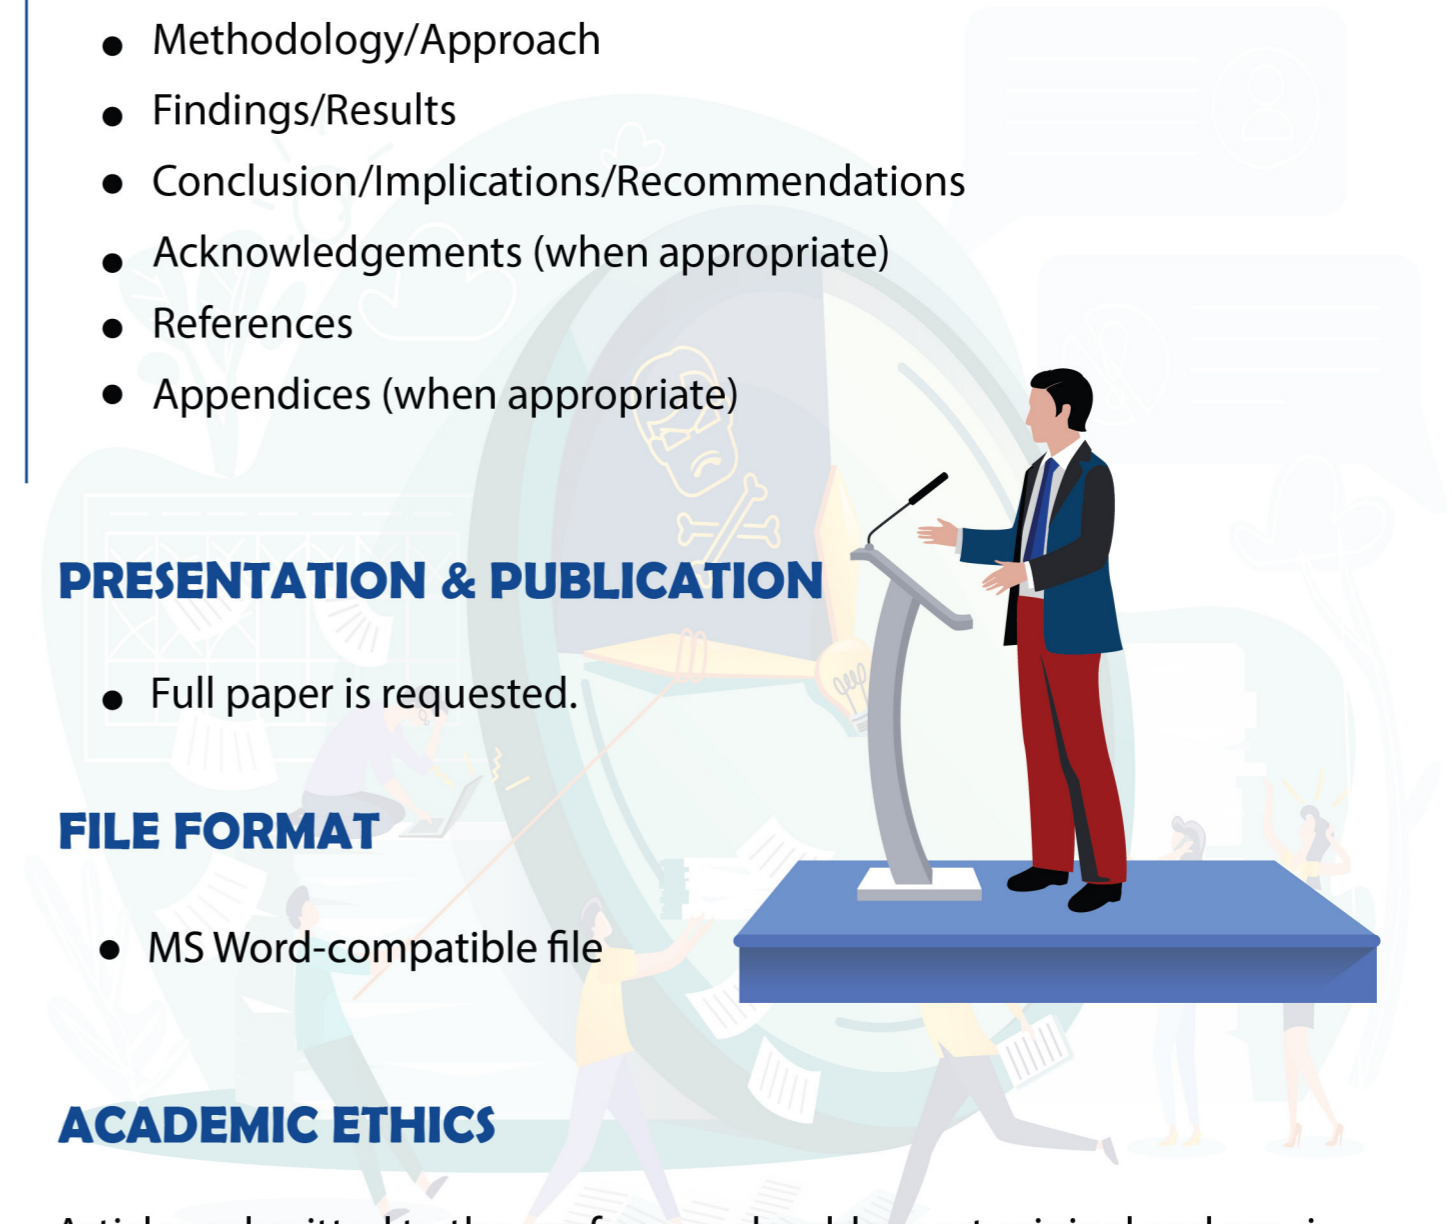 ● Methodology/Approach
● Findings/Results
● Conclusion/Implications/Recommendations
● Acknowledgements (when appropriate)
● References
● Appendices (when appropriate)
PRESENTATION & PUBLICATION
● Full paper is requested.
FILE FORMAT
● MS Word-compatible file
ACADEMIC ETHICS